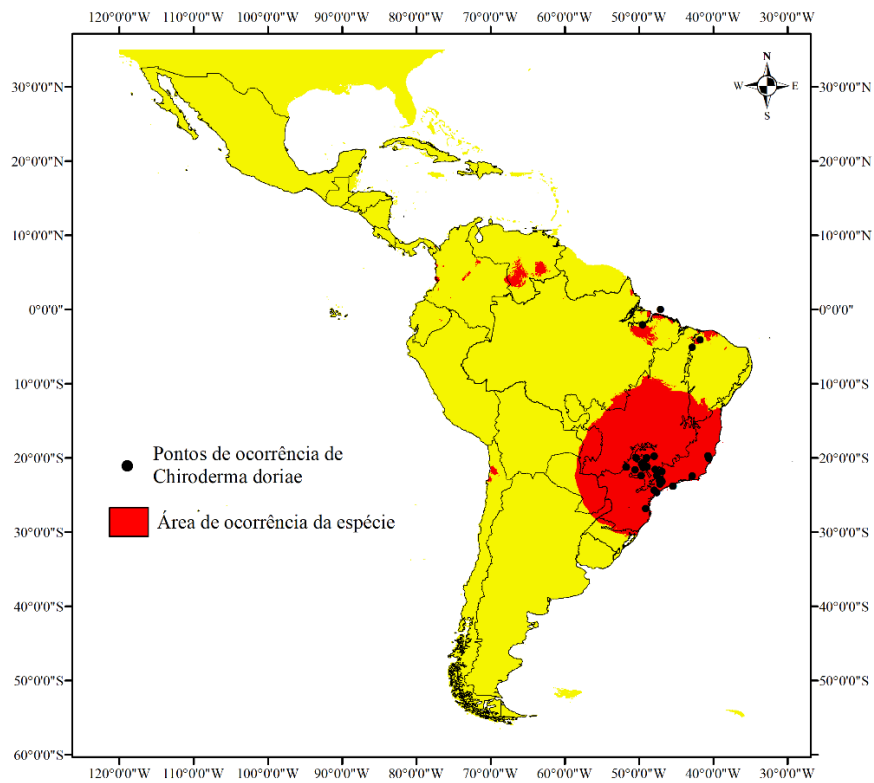 120°0'0"W 110°0'0"W 100°0'0"W 90°0'0"W 80°0'0"W 70°0'0"W 60°0'0"W 50°0'0"W 40°0'0"W 30°0'0"W
N
W E
S
30°0'0"N 30°0'0"N
20°0'0"N 20°0'0"N
10°0'0"N 10°0'0"N
0°0'0" 0°0'0"
10°0'0"S 10°0'0"S
20°0'0"S 20°0'0"S
30°0'0"S 30°0'0"S
40°0'0"S 40°0'0"S
50°0'0"S 50°0'0"S
60°0'0"S 60°0'0"S
Pontos de ocorrência de
Chiroderma doriae
Área de ocorrência da espécie
120°0'0"W 110°0'0"W 100°0'0"W 90°0'0"W 80°0'0"W 70°0'0"W 60°0'0"W 50°0'0"W 40°0'0"W 30°0'0"W